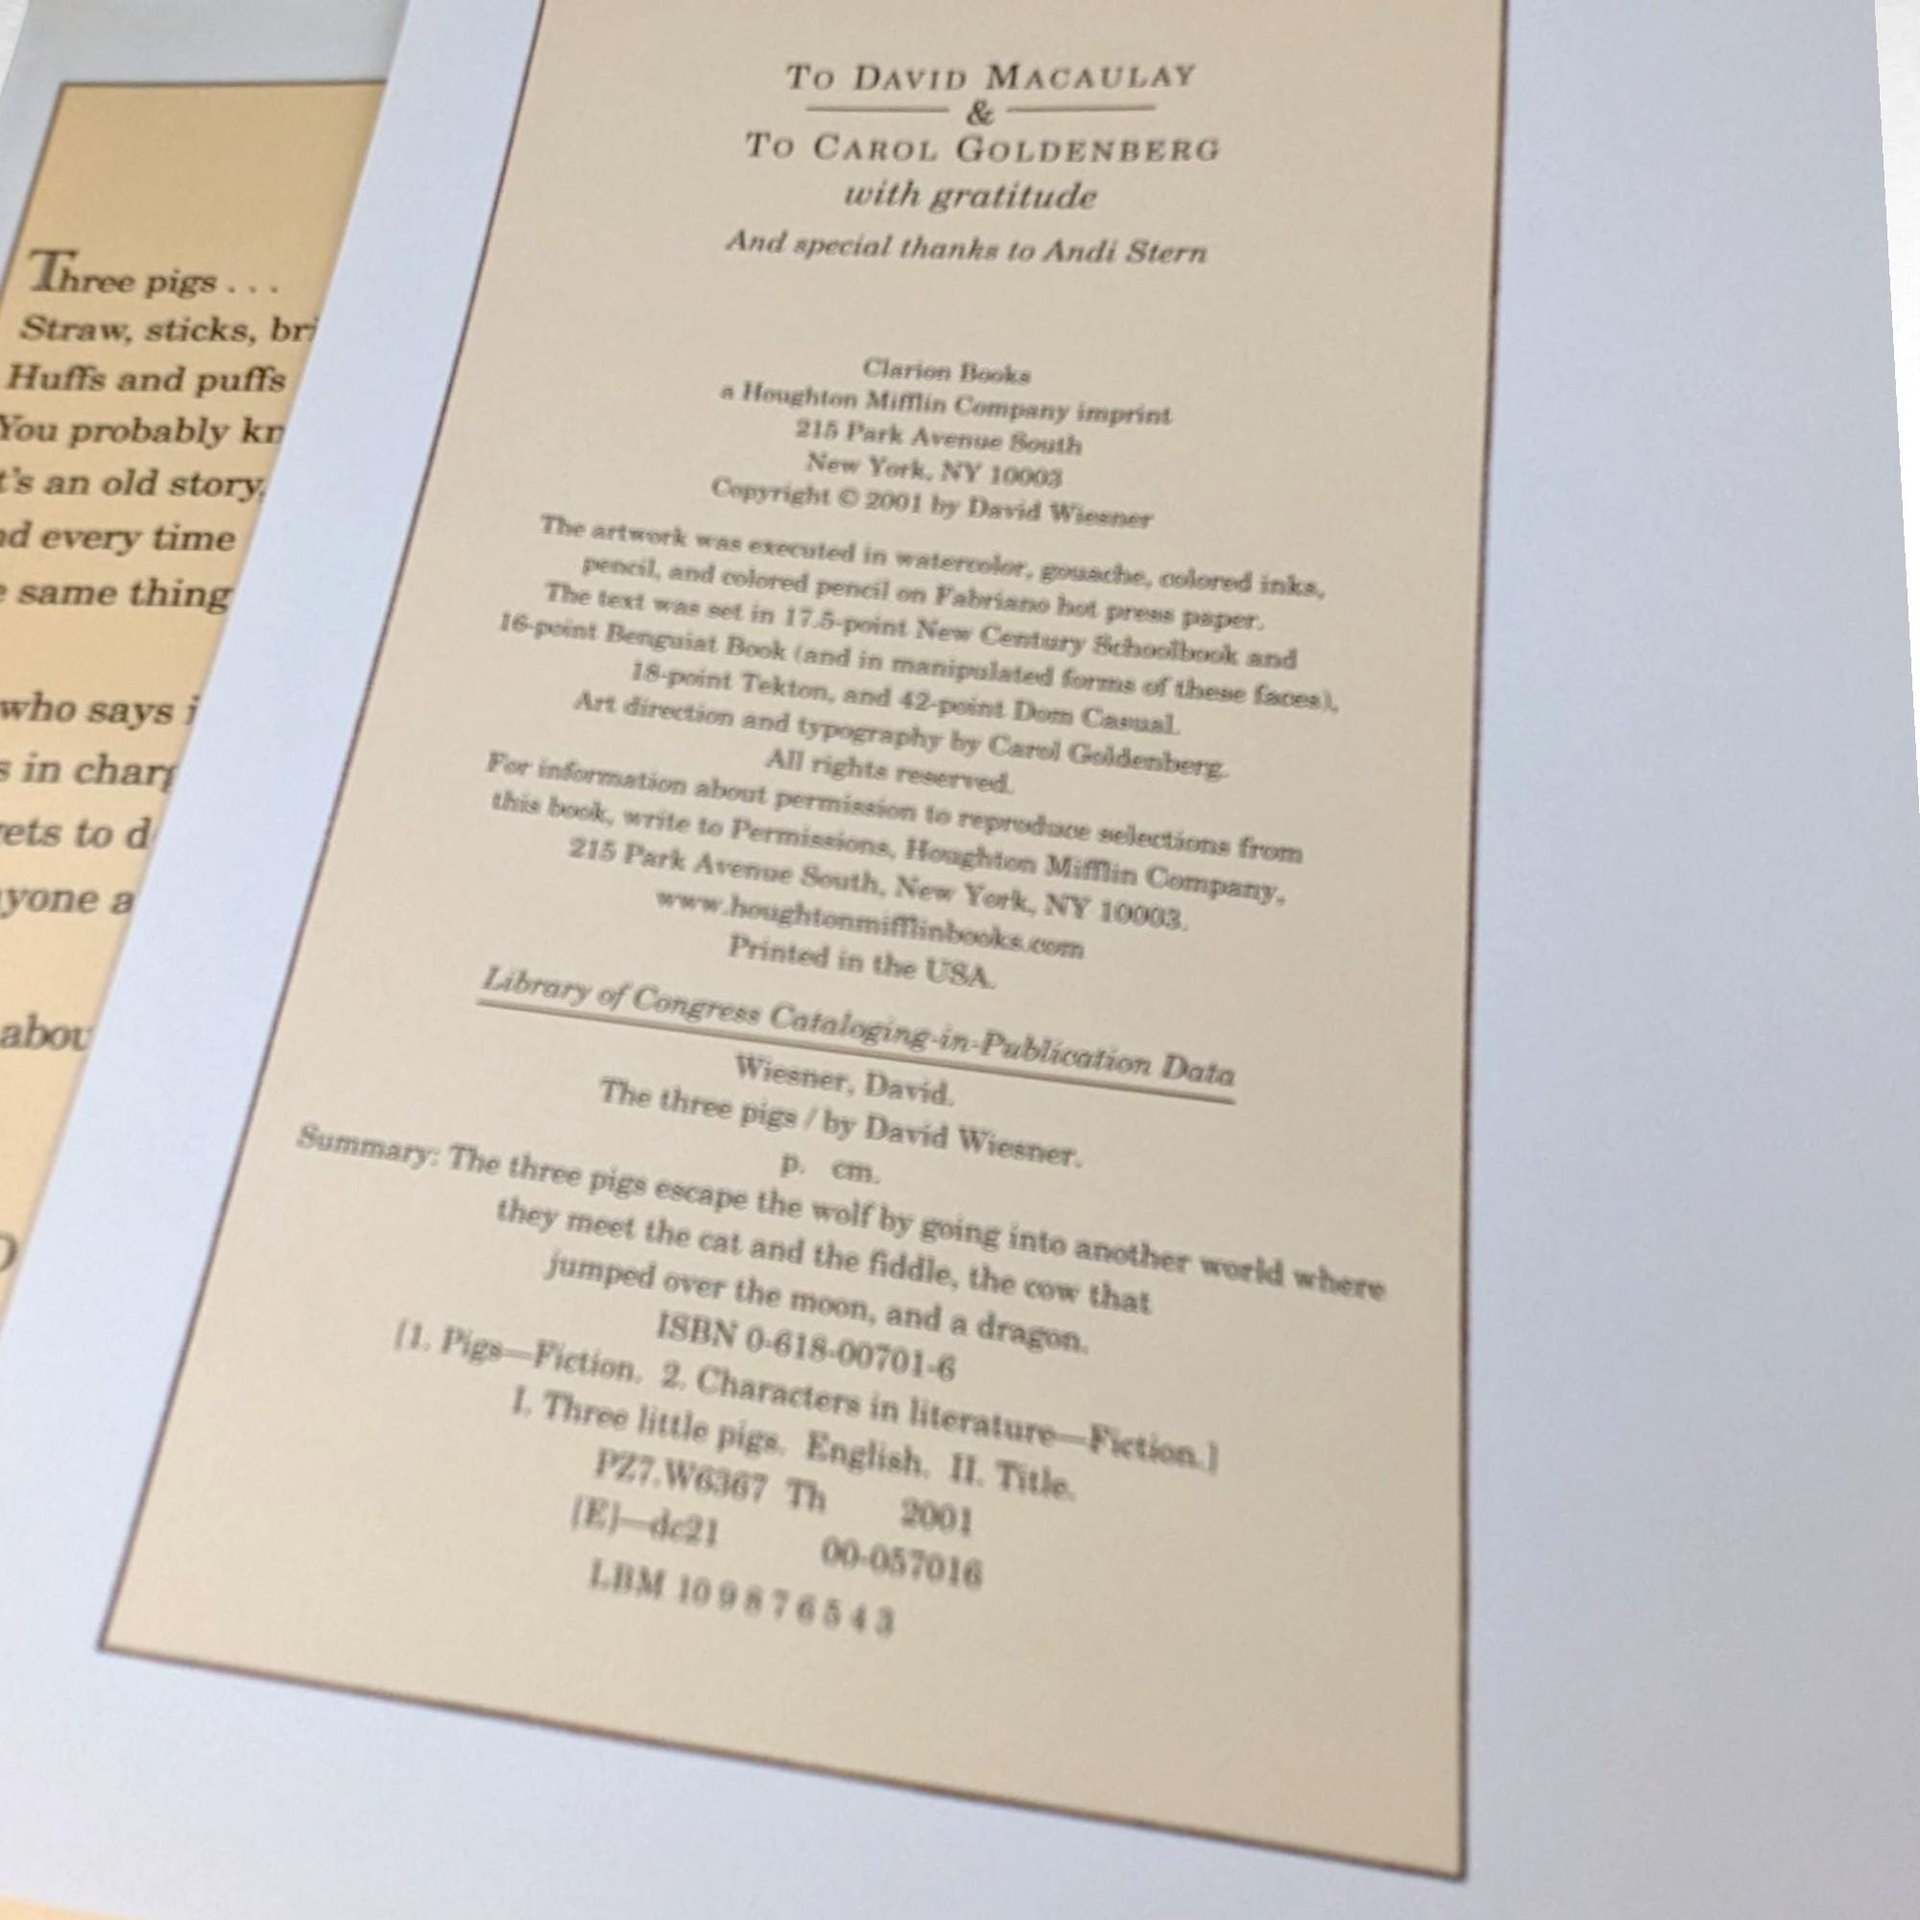 Three pigs . . .
Straw, sticks, bri
Huffs and puffs
You probably kn
t's an old story.
nd every time
e same thing
who says i
s in charg
ets to d
yone a
abou
TO DAVID MACAULAY
&
TO CAROL GOLDENBERG
with gratitude
And special thanks to Andi Stern
Clarion Books
a Houghton Mifflin Company imprint
215 Park Avenue South
New York, NY 10003
Copyright © 2001 by David Wiesner
The artwork was executed in watercolor, gouache, colored inks,
pencil, and colored pencil on Fabriano hot press paper.
The text was set in 17.5-point New Century Schoolbook and
16-point Benguiat Book (and in manipulated forms of these faces),
18-point Tekton, and 42-point Dom Casual.
Art direction and typography by Carol Goldenberg.
All rights reserved.
For information about permission to reproduce selections from
this book, write to Permissions, Houghton Mifflin Company,
215 Park Avenue South, New York, NY 10003.
www.houghtonmifflinbooks.com
Printed in the USA.
Library of Congress Cataloging-in-Publication Data
Wiesner, David.
The three pigs / by David Wiesner.
p. cm.
Summary: The three pigs escape the wolf by going into another world where
they meet the cat and the fiddle, the cow that
jumped over the moon, and a dragon.
ISBN 0-618-00701-6
[1. Pigs—Fiction. 2. Characters in literature—Fiction.]
I. Three little pigs. English. II. Title.
PZ7.W6367 Th 2001
[E]—dc21 00-057016
LBM 10 9 8 7 6 5 4 3